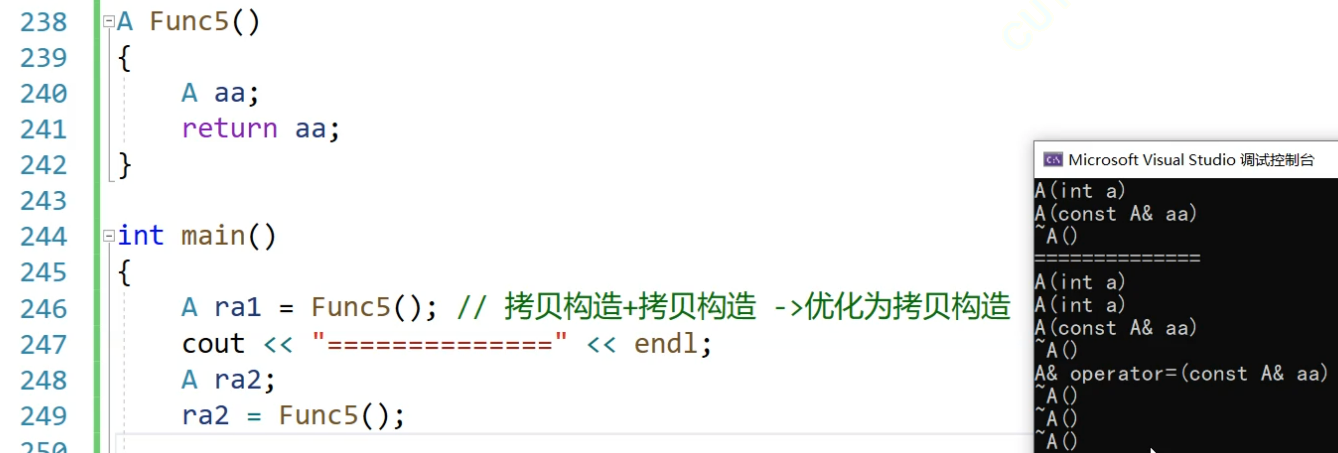 238 A Func5()
239 {
240 A aa;
241 return aa;
242 }
243
244 int main()
245 {
246 A ra1 = Func5(); // 拷贝构造+拷贝构造 ->优化为拷贝构造
247 cout << "==============" << endl;
248 A ra2;
249 ra2 = Func5();
250
Microsoft Visual Studio 调试控制台
A(int a)
A(const A& aa)
~A()
==============
A(int a)
A(int a)
A(const A& aa)
~A()
A& operator=(const A& aa)
~A()
~A()
~A()